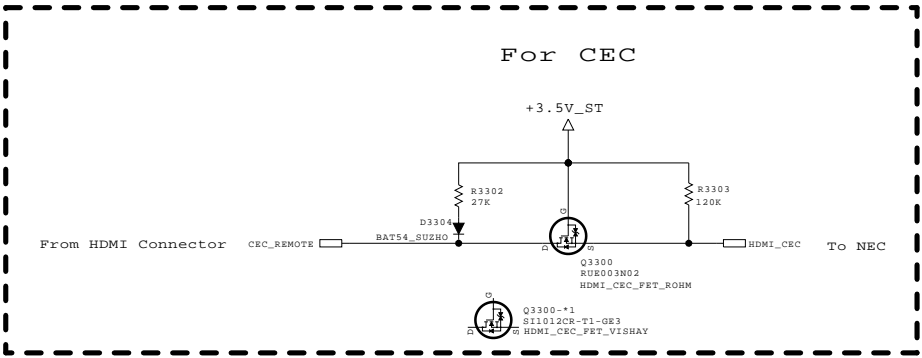 For CEC
+3.5V_ST
R3302
27K
R3303
120K
D3304
BAT54_SUZHO
From HDMI Connector
CEC_REMOTE
G
D
S
HDMI_CEC
To NEC
Q3300
RUE003N02
HDMI_CEC_FET_ROHM
G
D
S
Q3300-*1
SI1012CR-T1-GE3
HDMI_CEC_FET_VISHAY